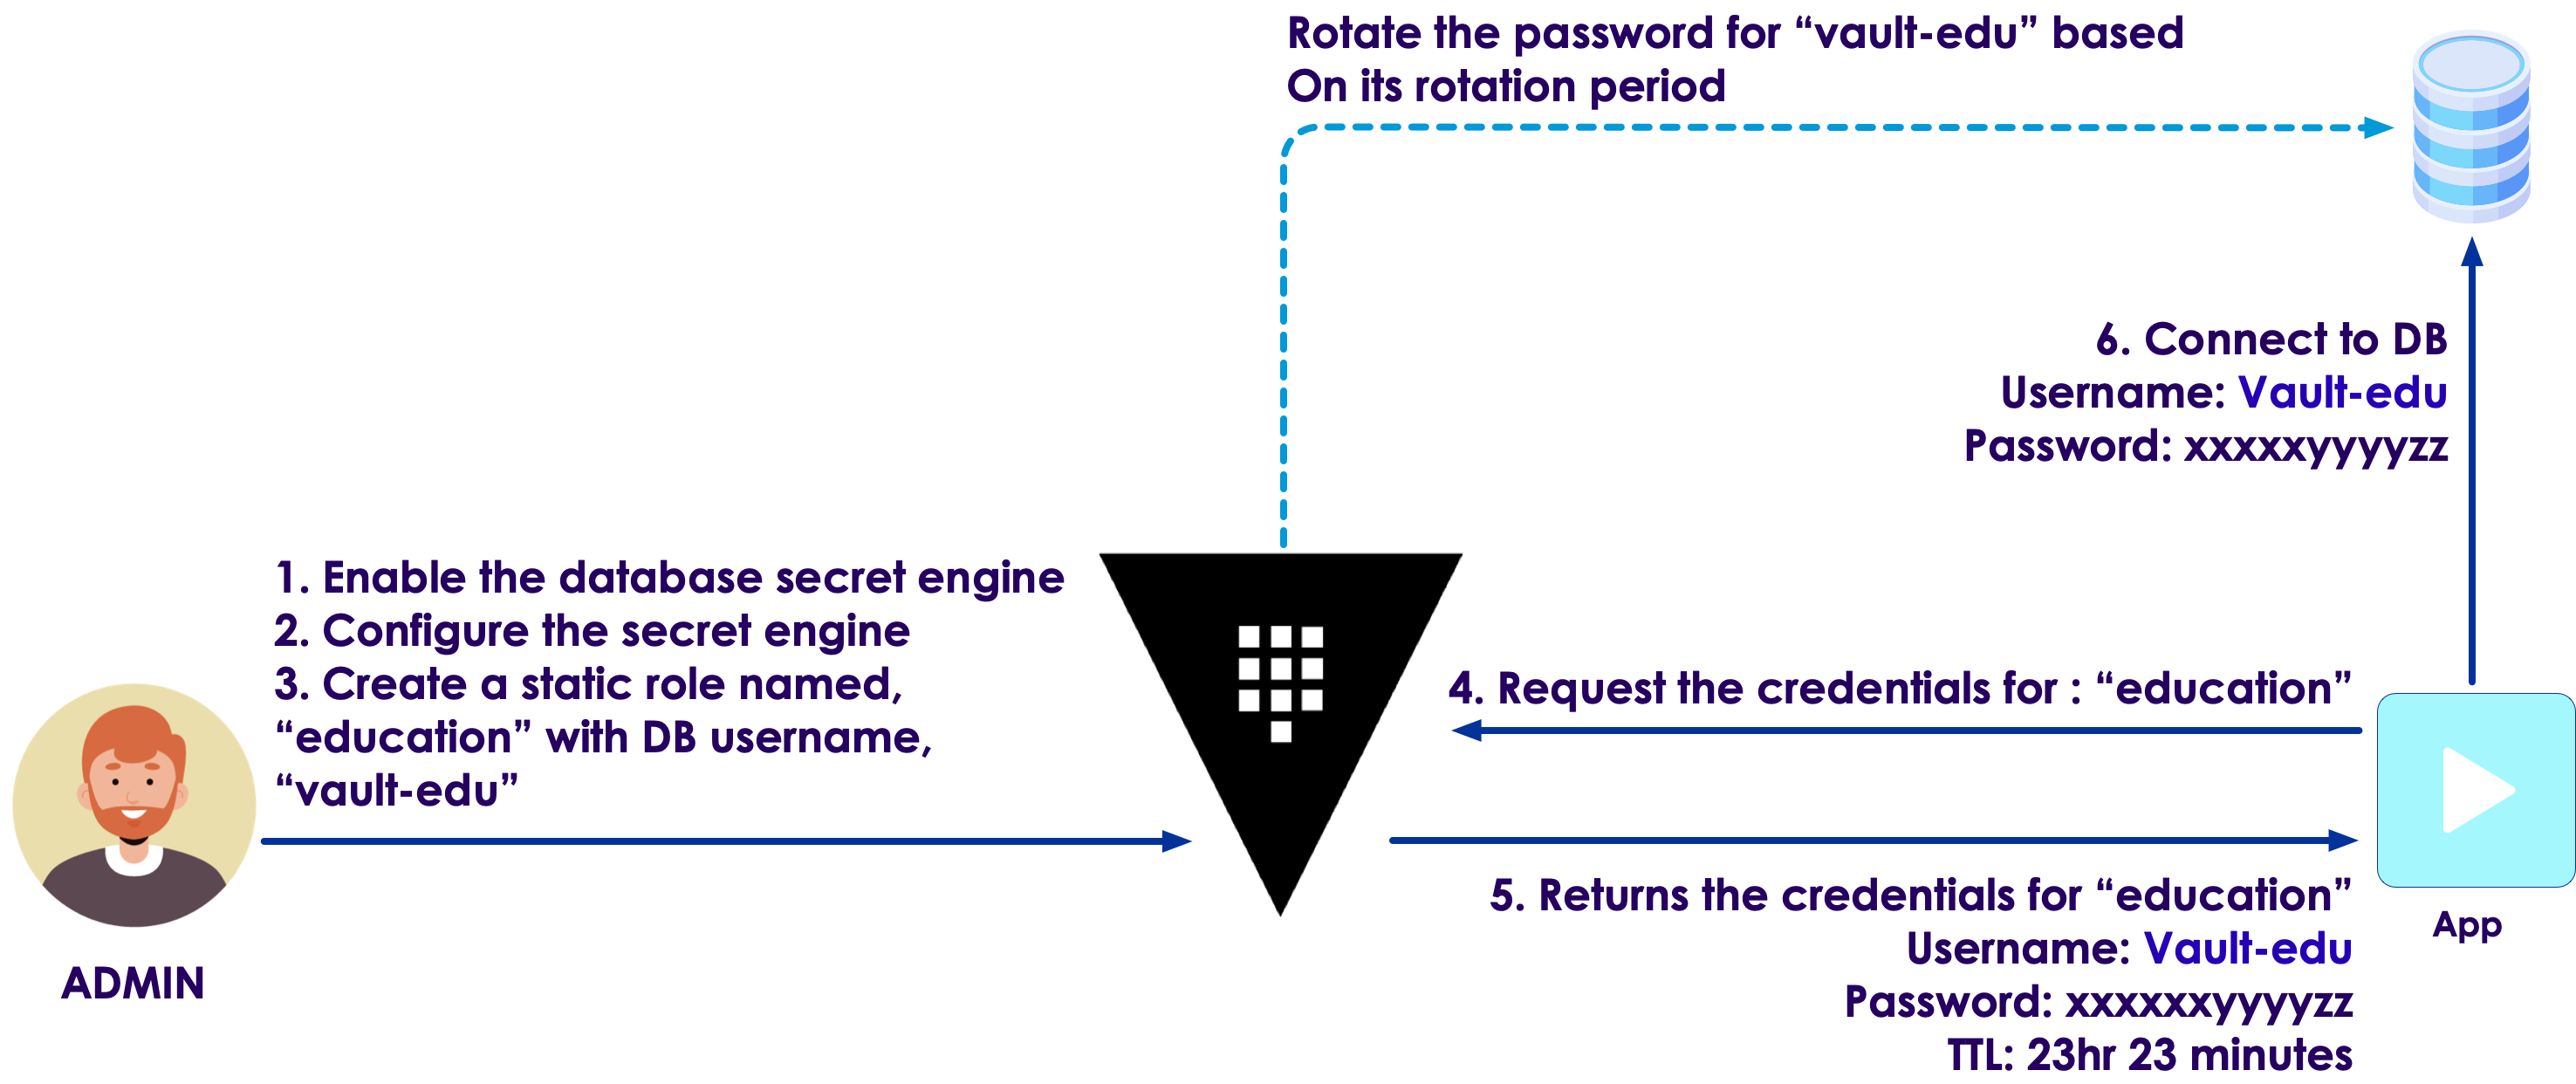 Rotate the password for “vault-edu” based
On its rotation period
6. Connect to DB
Username: Vault-edu
Password: xxxxxyyyyzz
1. Enable the database secret engine
2. Configure the secret engine
3. Create a static role named,
“education” with DB username,
“vault-edu”
ADMIN
4. Request the credentials for : “education”
5. Returns the credentials for “education”
Username: Vault-edu
Password: xxxxxxyyyyzz
TTL: 23hr 23 minutes
App